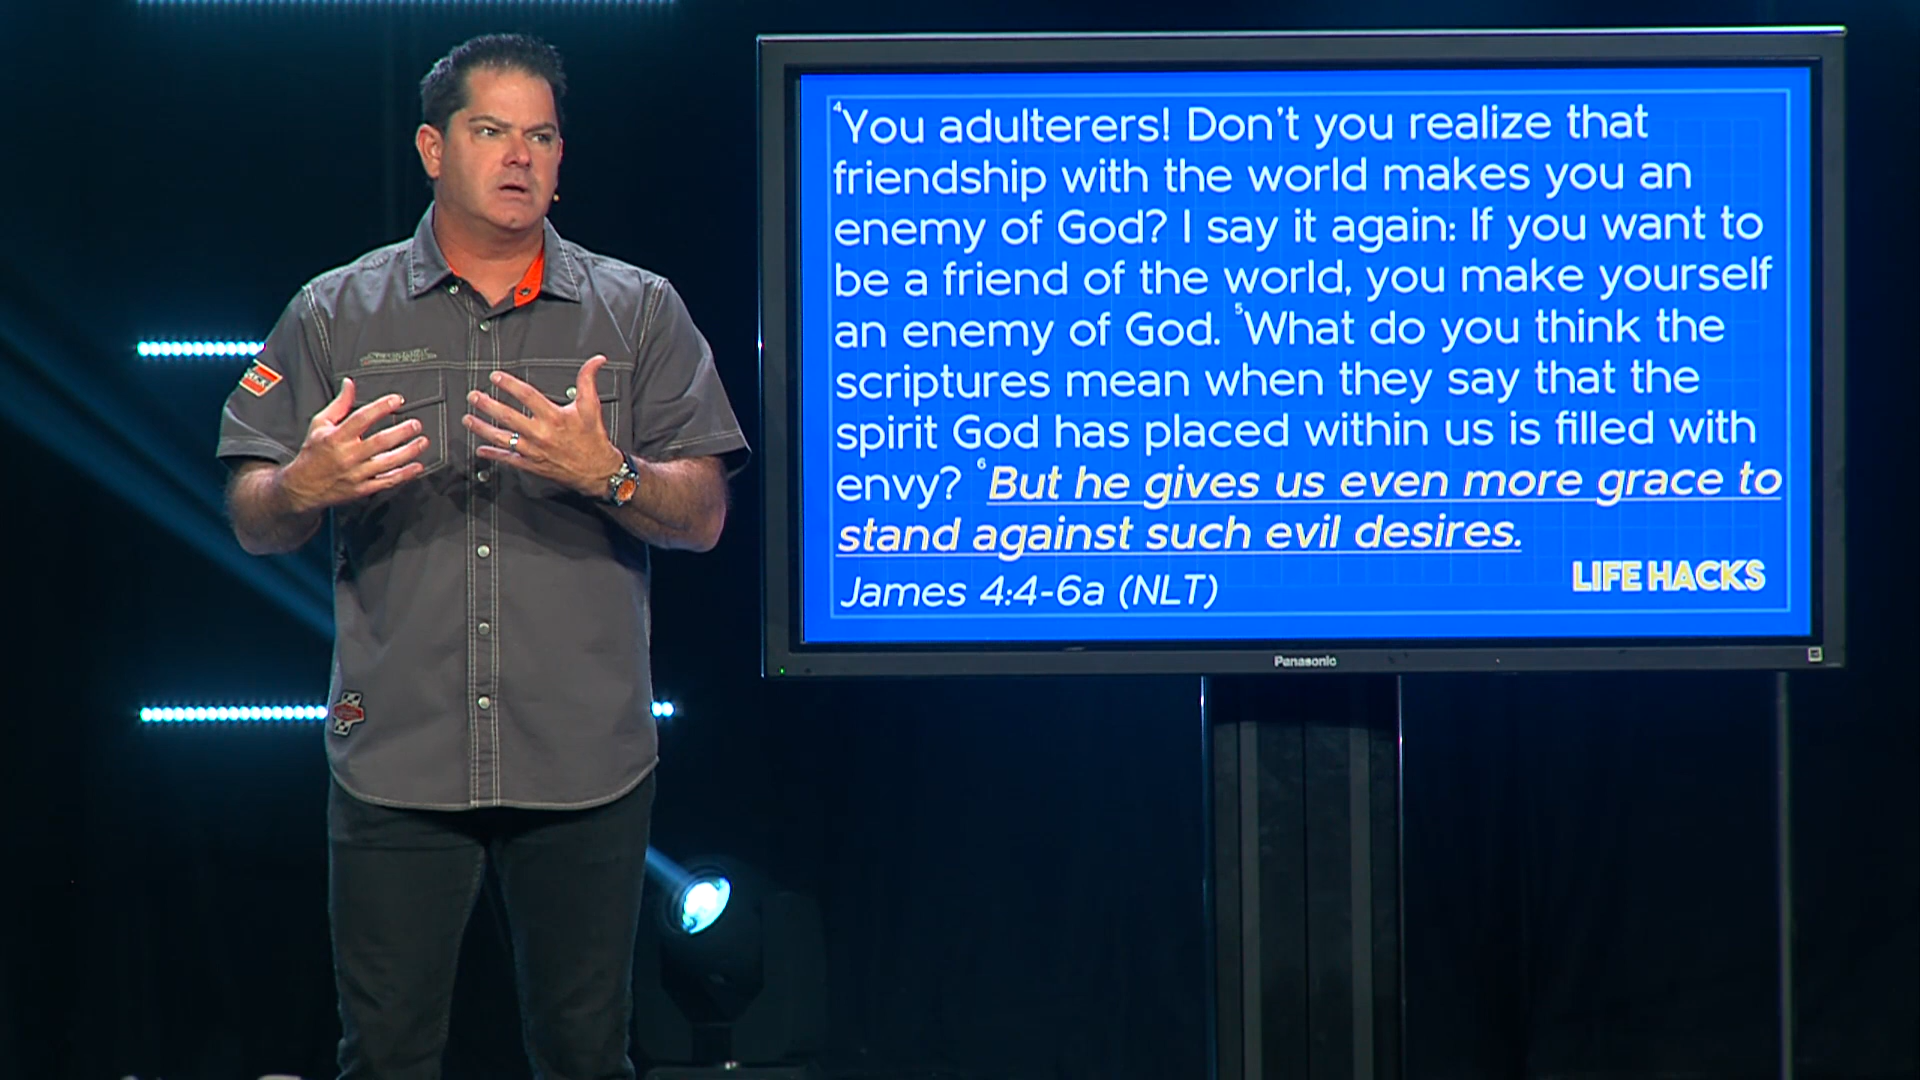 ⁴You adulterers! Don't you realize that
friendship with the world makes you an
enemy of God? I say it again: If you want to
be a friend of the world, you make yourself
an enemy of God. ⁵What do you think the
scriptures mean when they say that the
spirit God has placed within us is filled with
envy? ⁶But he gives us even more grace to
stand against such evil desires.
James 4:4-6a (NLT)
LIFE HACKS
Panasonic